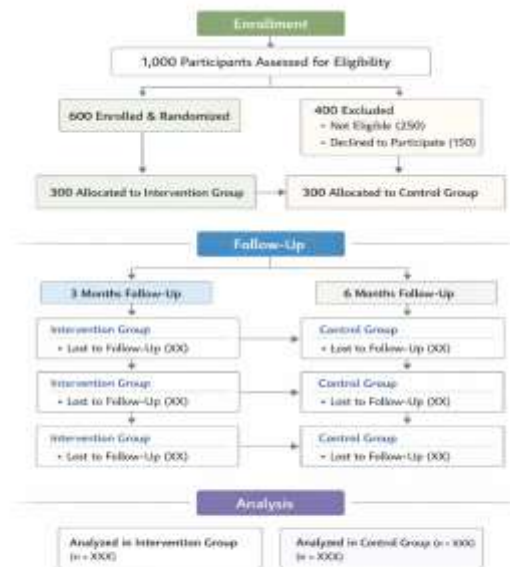 Enrollment
1,000 Participants Assessed for Eligibility
600 Enrolled & Randomized
400 Excluded
- Not Eligible (250)
- Declined to Participate (150)
300 Allocated to Intervention Group
300 Allocated to Control Group
Follow-Up
3 Months Follow-Up
6 Months Follow-Up
Intervention Group
• Lost to Follow-Up (XX)
Control Group
• Lost to Follow-Up (XX)
Intervention Group
• Lost to Follow-Up (XX)
Control Group
• Lost to Follow-Up (XX)
Intervention Group
• Lost to Follow-Up (XX)
Control Group
• Lost to Follow-Up (XX)
Analysis
Analyzed in Intervention Group
(n = XXX)
Analyzed in Control Group (n = XXX)
(n = XXX)